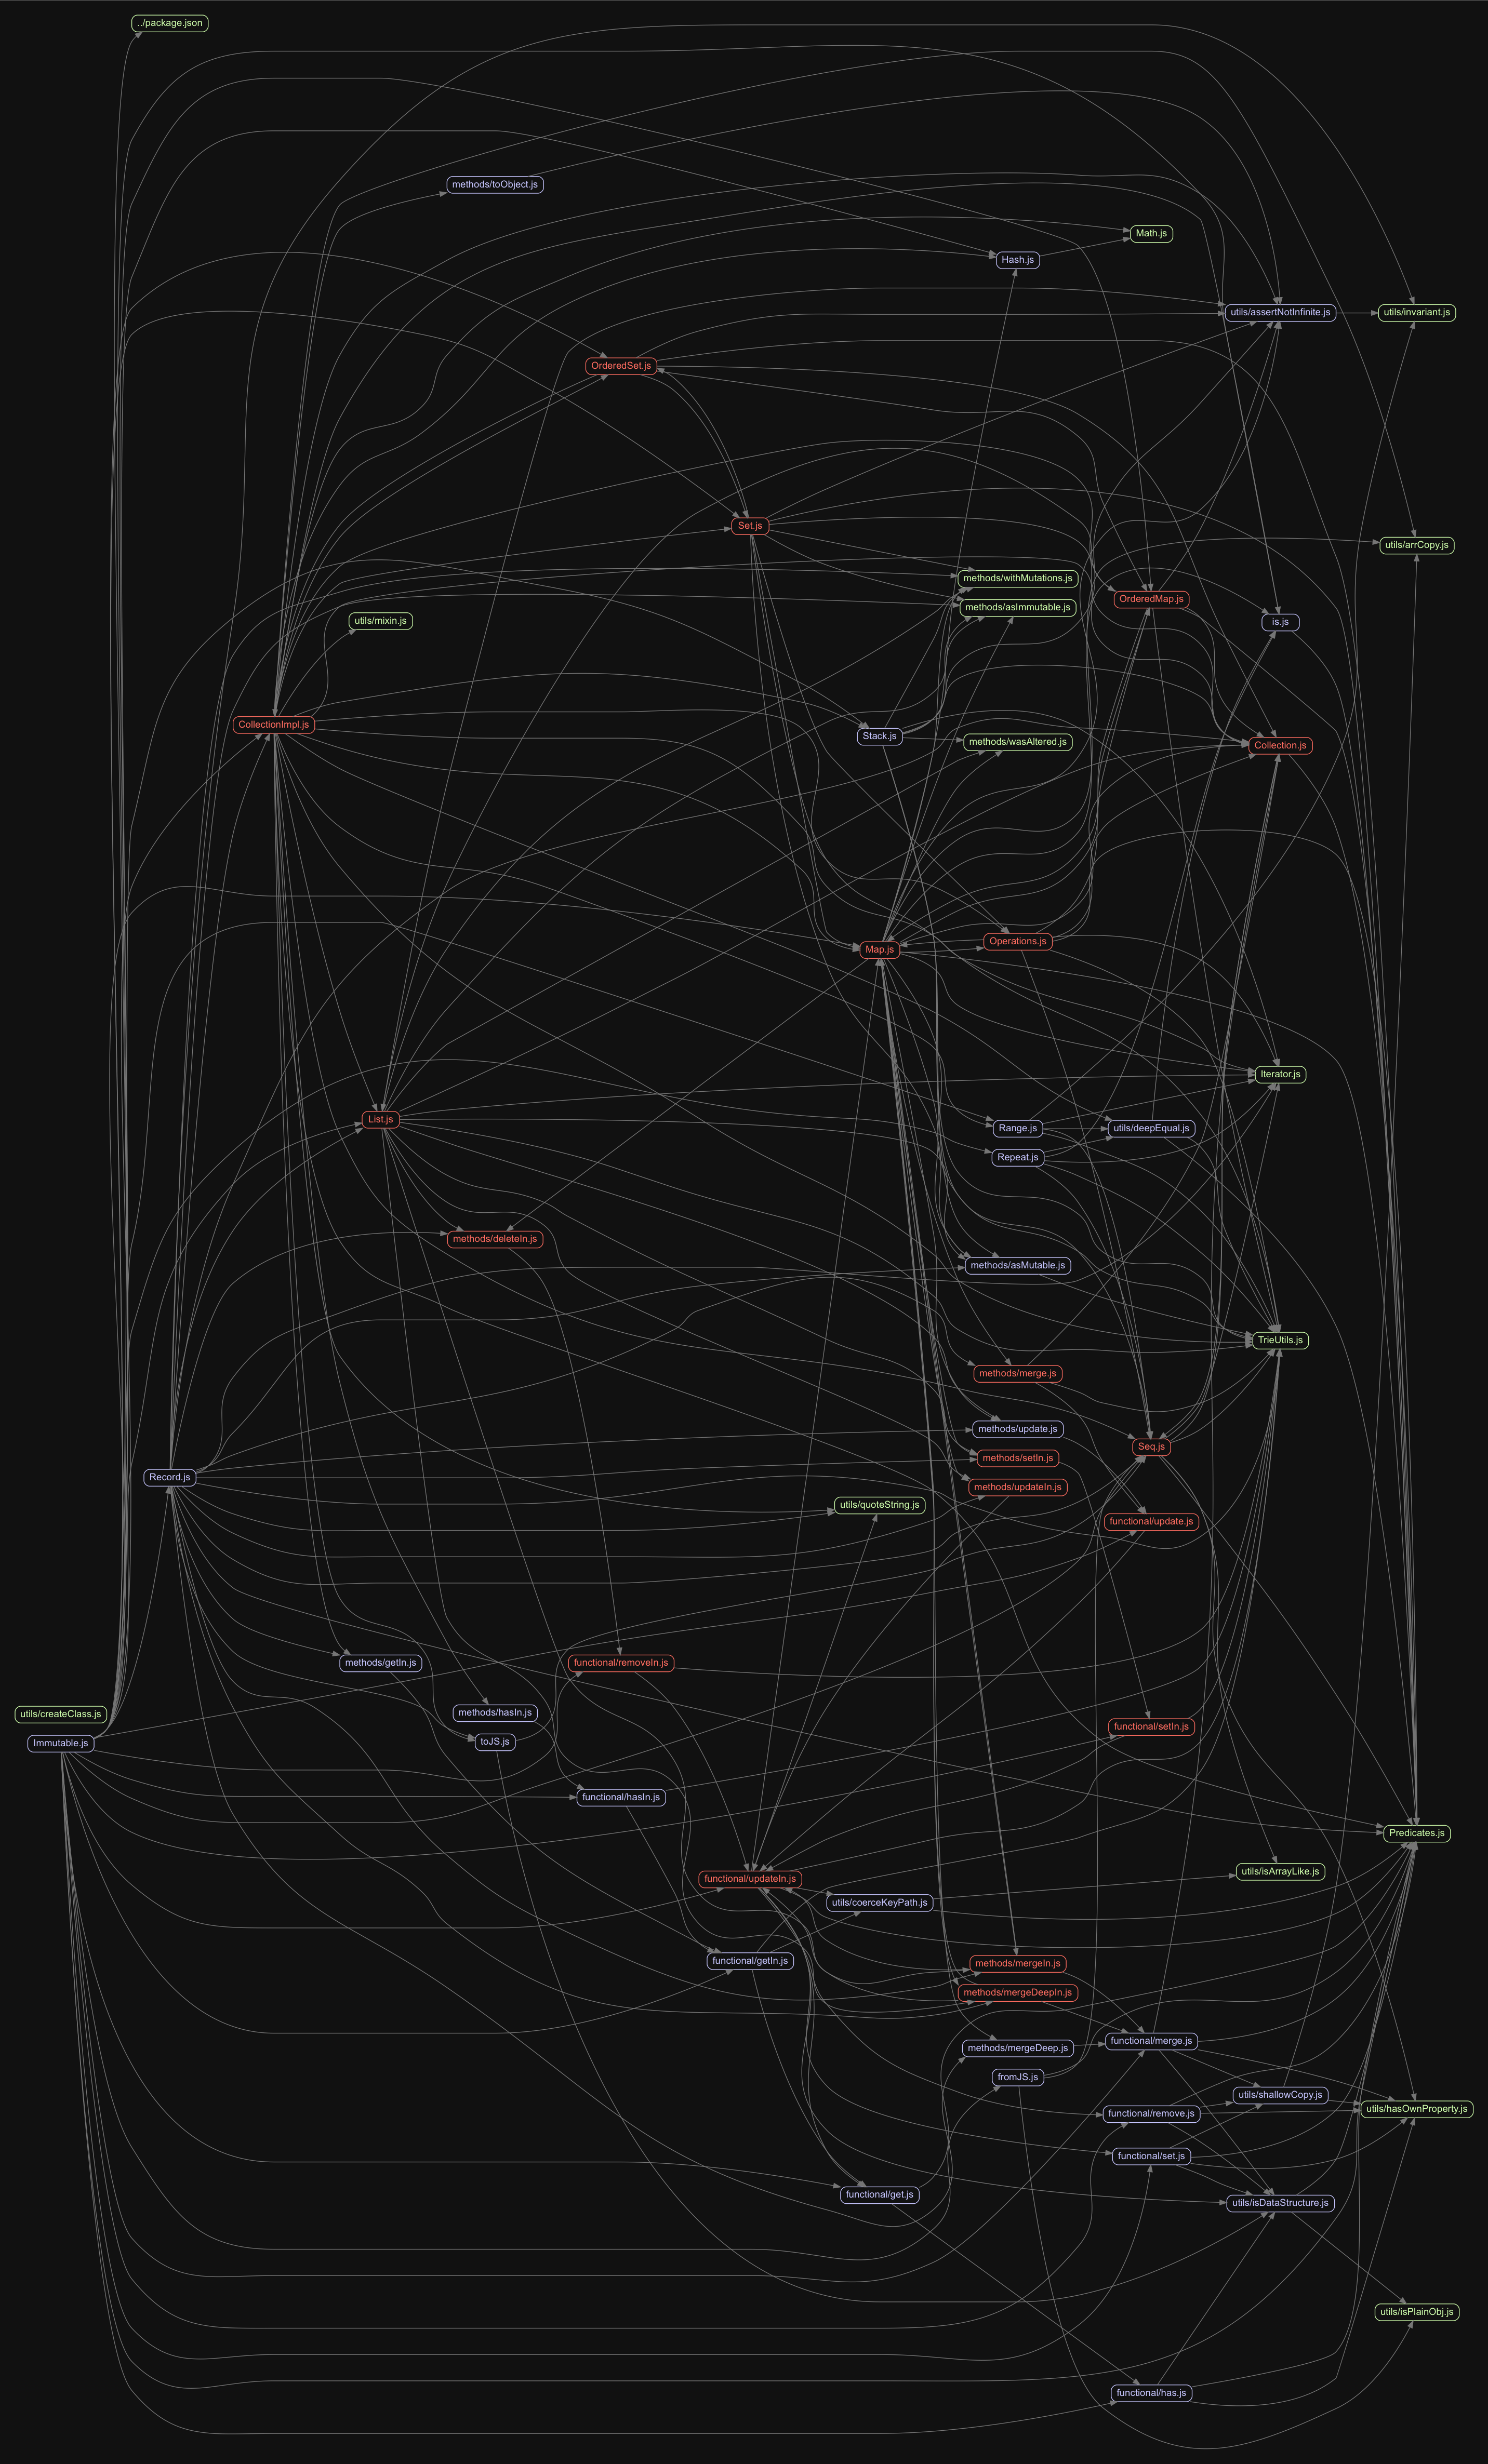 ../package.json
methods/toObject.js
Math.js
Hash.js
utils/assertNotInfinite.js
utils/invariant.js
OrderedSet.js
Set.js
utils/arrCopy.js
methods/withMutations.js
OrderedMap.js
methods/asImmutable.js
utils/mixin.js
is.js
CollectionImpl.js
Stack.js
methods/wasAltered.js
Collection.js
Map.js
Operations.js
Iterator.js
List.js
Range.js
utils/deepEqual.js
Repeat.js
methods/deleteIn.js
methods/asMutable.js
TrieUtils.js
methods/merge.js
methods/update.js
Seq.js
methods/setIn.js
Record.js
methods/updateIn.js
utils/quoteString.js
functional/update.js
methods/getIn.js
functional/removeIn.js
methods/hasIn.js
utils/createClass.js
functional/setIn.js
Immutable.js
toJS.js
functional/hasIn.js
Predicates.js
utils/isArrayLike.js
functional/updateIn.js
utils/coerceKeyPath.js
functional/getIn.js
methods/mergeIn.js
methods/mergeDeepIn.js
functional/merge.js
methods/mergeDeep.js
fromJS.js
utils/shallowCopy.js
utils/hasOwnProperty.js
functional/remove.js
functional/set.js
functional/get.js
utils/isDataStructure.js
utils/isPlainObj.js
functional/has.js